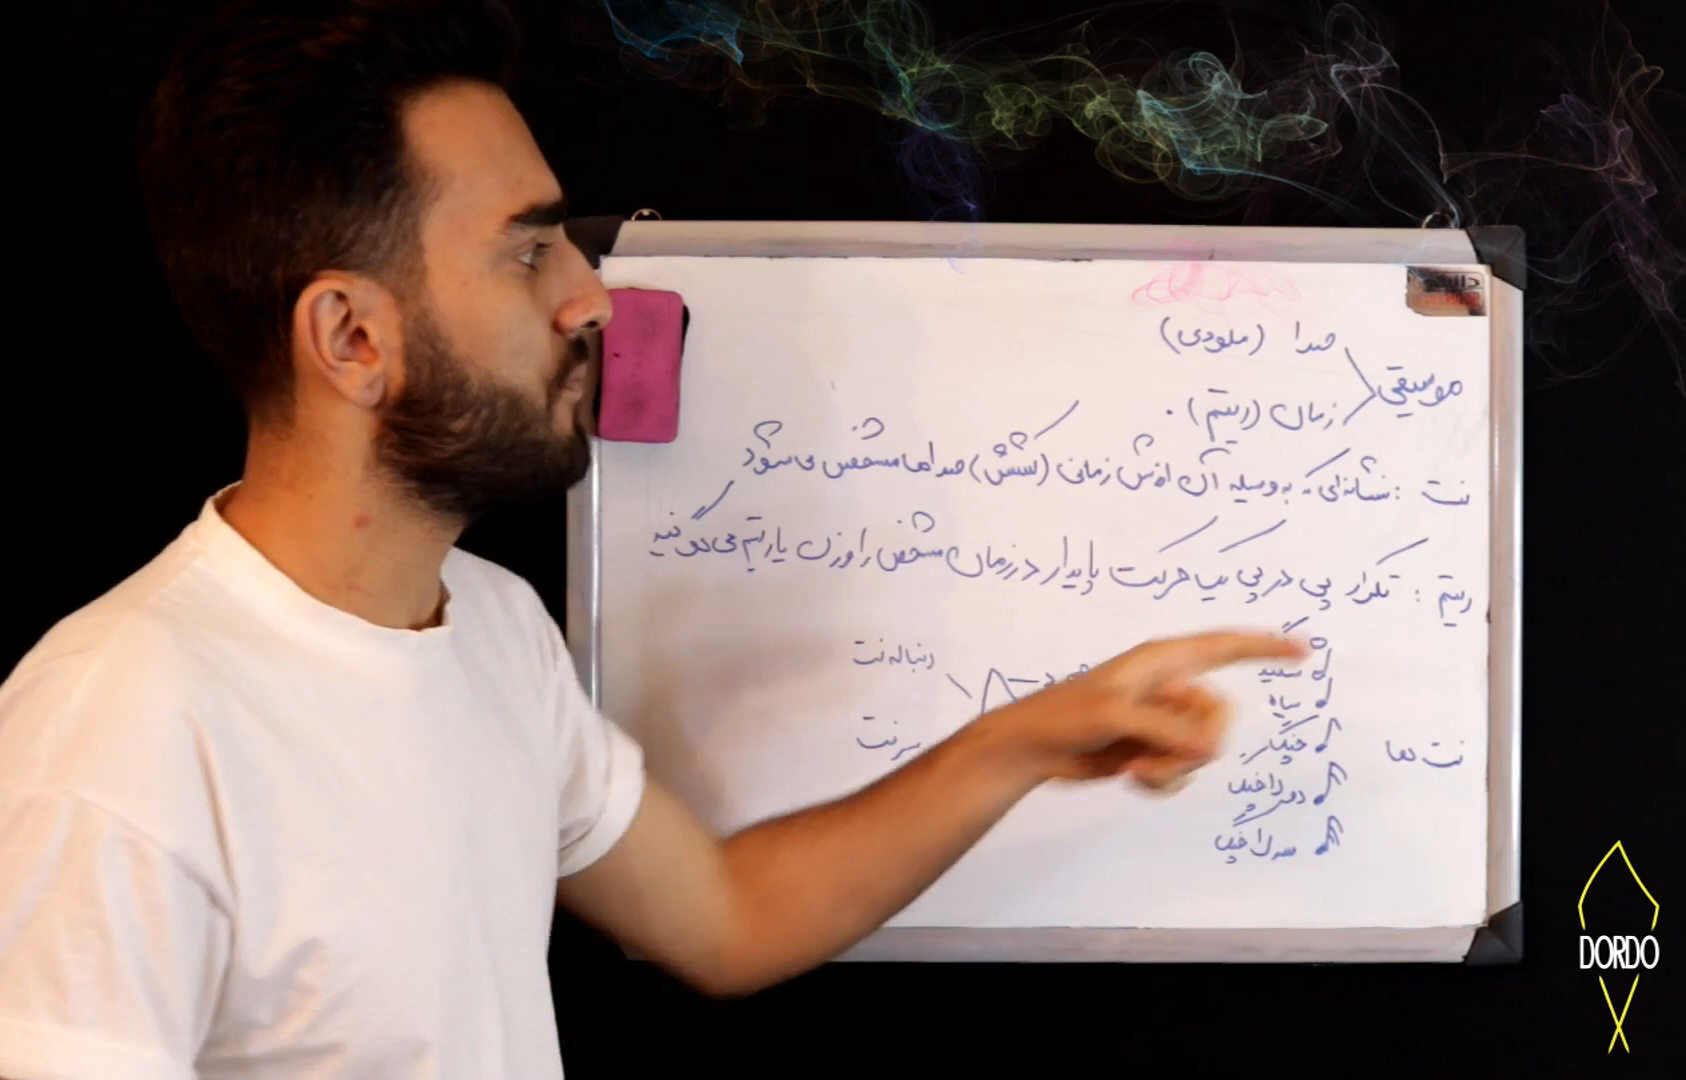 صدا (ملودی)
موسیقی
زمان (ریتم).
نت : نشانه‌ای که به وسیله آن ارزش زمانی (کشش) صداها مشخص می شود
ریتم : تکرار پی در پی یک حرکت پایدار در زمان مشخص را وزن یا ریتم می گویند
دنباله نت
سفید
سیاه
سر نت
نت ها
چنگ
دولا چنگ
سه لا چنگ
DORDO